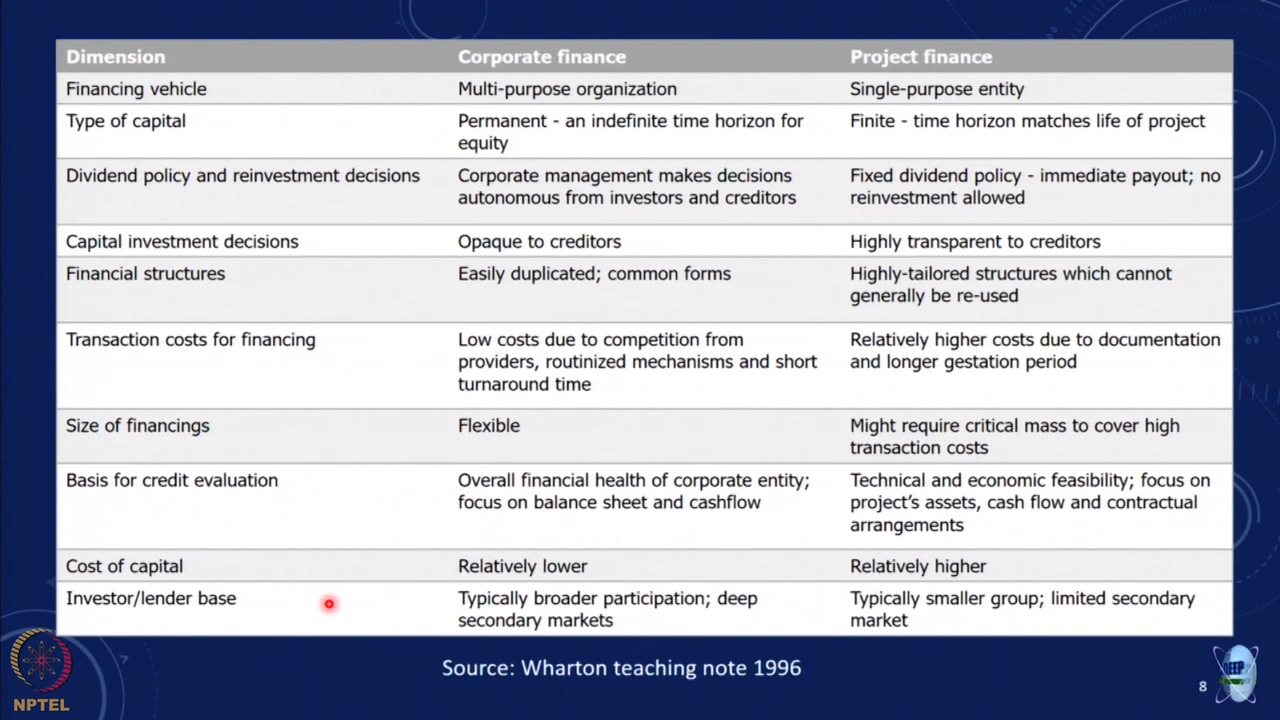 Dimension Corporate finance Project finance
Financing vehicle Multi-purpose organization Single-purpose entity
Type of capital Permanent - an indefinite time horizon for Finite - time horizon matches life of project
equity
Dividend policy and reinvestment decisions Corporate management makes decisions Fixed dividend policy - immediate payout; no
autonomous from investors and creditors reinvestment allowed
Capital investment decisions Opaque to creditors Highly transparent to creditors
Financial structures Easily duplicated; common forms Highly-tailored structures which cannot
generally be re-used
Transaction costs for financing Low costs due to competition from Relatively higher costs due to documentation
providers, routinized mechanisms and short and longer gestation period
turnaround time
Size of financings Flexible Might require critical mass to cover high
transaction costs
Basis for credit evaluation Overall financial health of corporate entity; Technical and economic feasibility; focus on
focus on balance sheet and cashflow project's assets, cash flow and contractual
arrangements
Cost of capital Relatively lower Relatively higher
Investor/lender base Typically broader participation; deep Typically smaller group; limited secondary
secondary markets market
Source: Wharton teaching note 1996
8
NPTEL